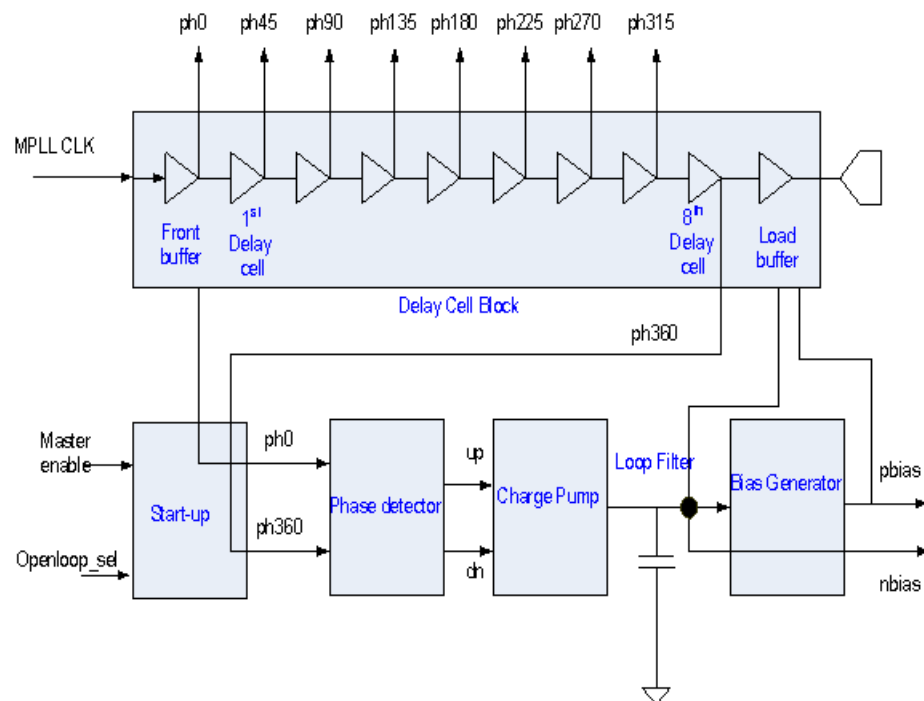 ph0 ph45 ph90 ph135 ph180 ph225 ph270 ph315
MPLL CLK
Front
buffer
1st
Delay
cell
8th
Delay
cell
Load
buffer
Delay Cell Block
ph360
Master
enable
Openloop_sel
Start-up
ph0
ph360
Phase detector
up
dn
Charge Pump
Loop Filter
Bias Generator
pbias
nbias